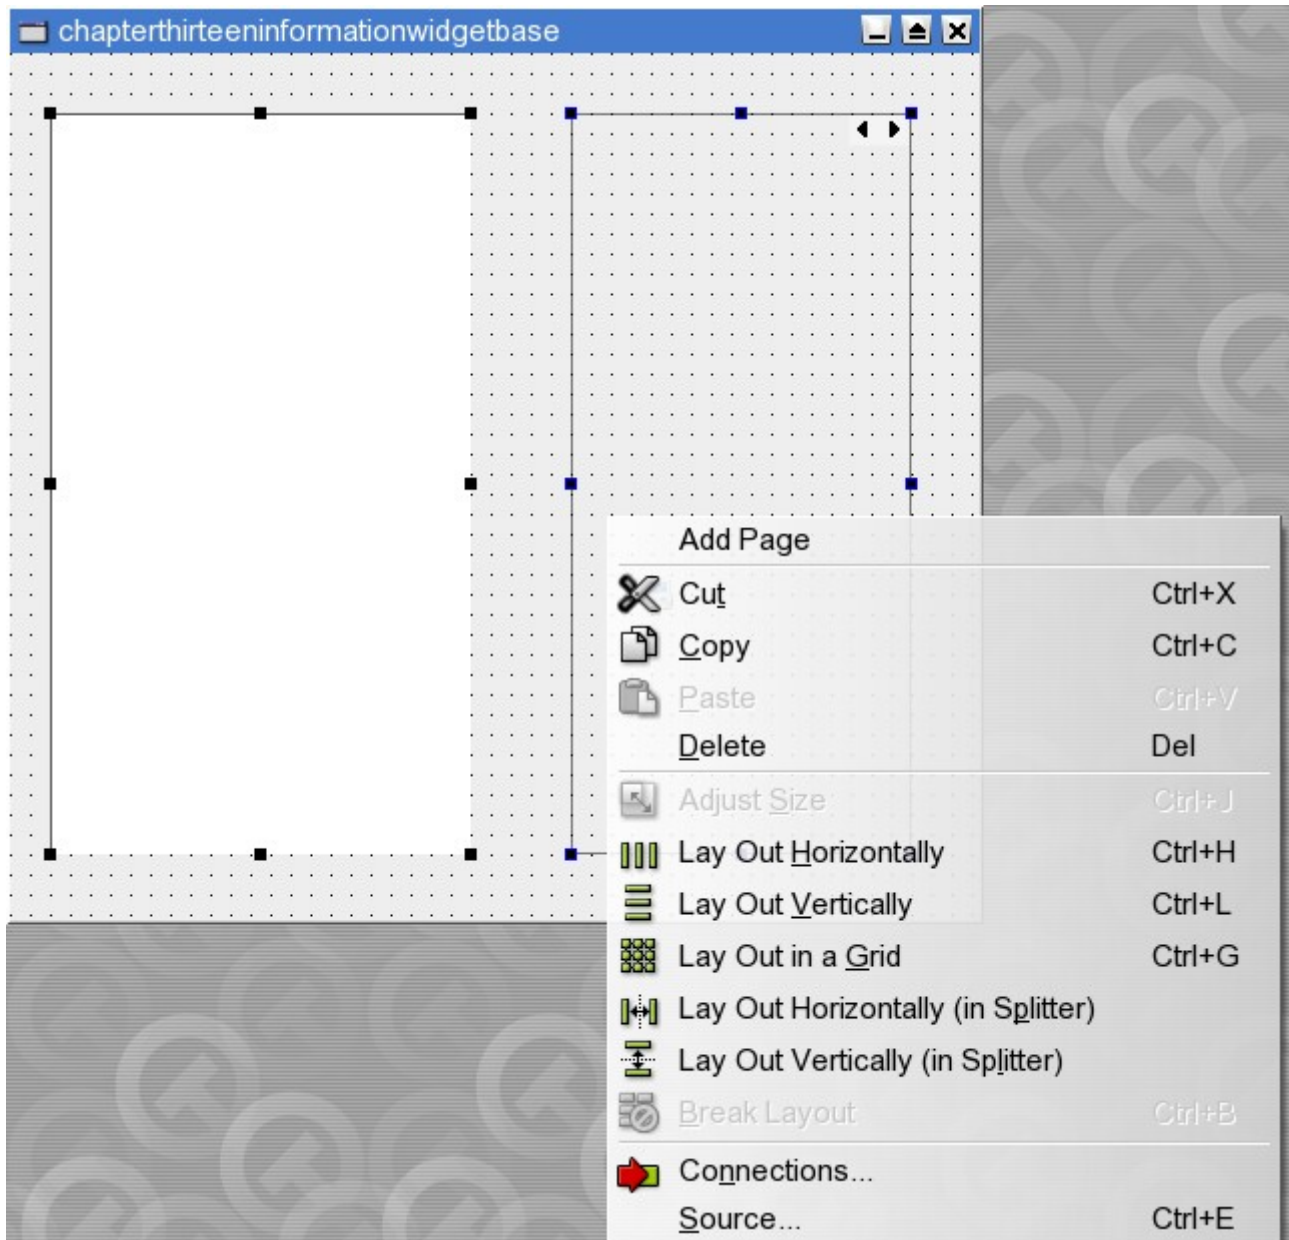 chapterthirteeninformationwidgetbase
Add Page
Cut Ctrl+X
Copy Ctrl+C
Paste Ctrl+V
Delete Del
Adjust Size Ctrl+J
Lay Out Horizontally Ctrl+H
Lay Out Vertically Ctrl+L
Lay Out in a Grid Ctrl+G
Lay Out Horizontally (in Splitter)
Lay Out Vertically (in Splitter)
Break Layout Ctrl+B
Connections...
Source... Ctrl+E